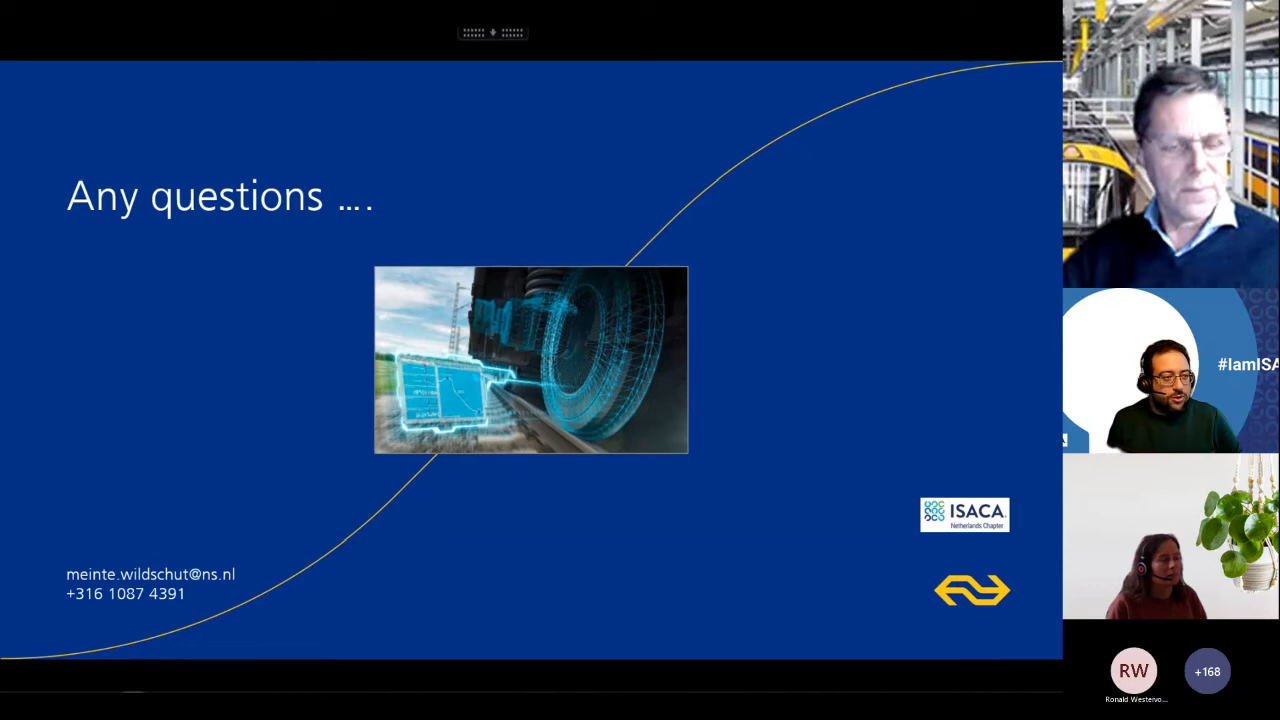 Any questions ....
ISACA.
Netherlands Chapter
meinte.wildschut@ns.nl
+316 1087 4391
#IamISA
RW
+168
Ronald Westervo...